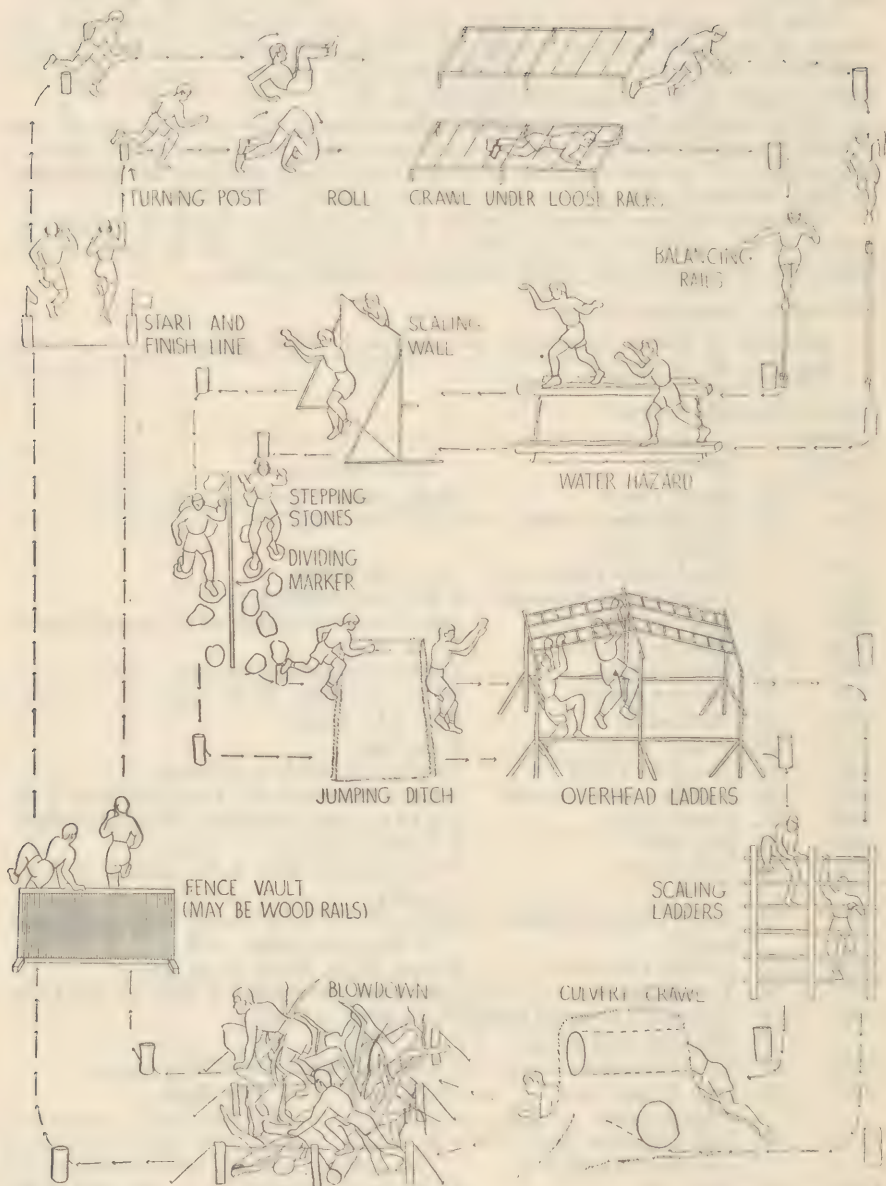 TURNING POST
ROLL
CRAWL UNDER LOOSE
BALANCING
RAILS
START AND
FINISH LINE
SCALING
WALL
WATER HAZARD
STEPPING
STONES
DIVIDING
MARKER
JUMPING DITCH
OVERHEAD LADDERS
FENCE VAULT
(MAY BE WOOD RAILS)
SCALING
LADDERS
BLOWDOWN
CULVERT CRAWL